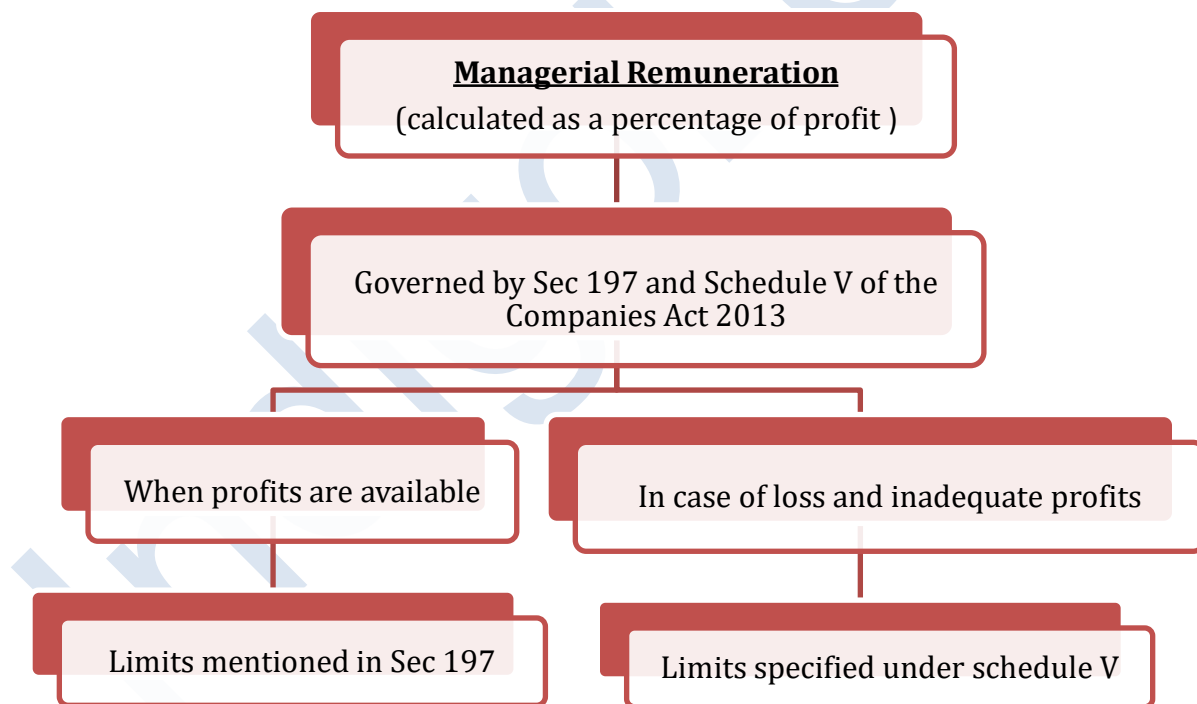 Managerial Remuneration
(calculated as a percentage of profit )
Governed by Sec 197 and Schedule V of the
Companies Act 2013
When profits are available
In case of loss and inadequate profits
Limits mentioned in Sec 197
Limits specified under schedule V